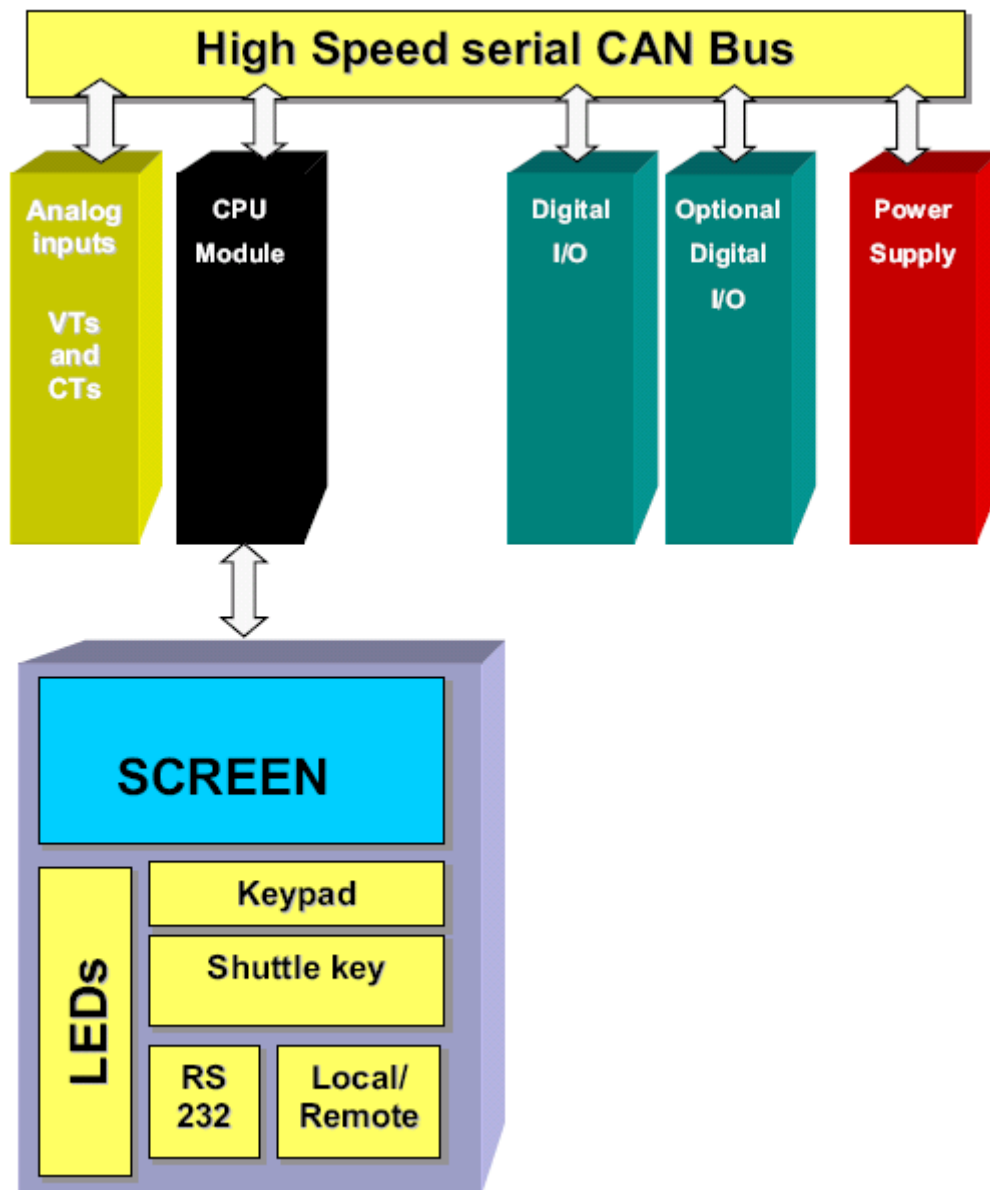 High Speed serial CAN Bus
Analog
inputs
VTs
and
CTs
CPU
Module
Digital
I/O
Optional
Digital
I/O
Power
Supply
SCREEN
LEDs
Keypad
Shuttle key
RS
232
Local/
Remote